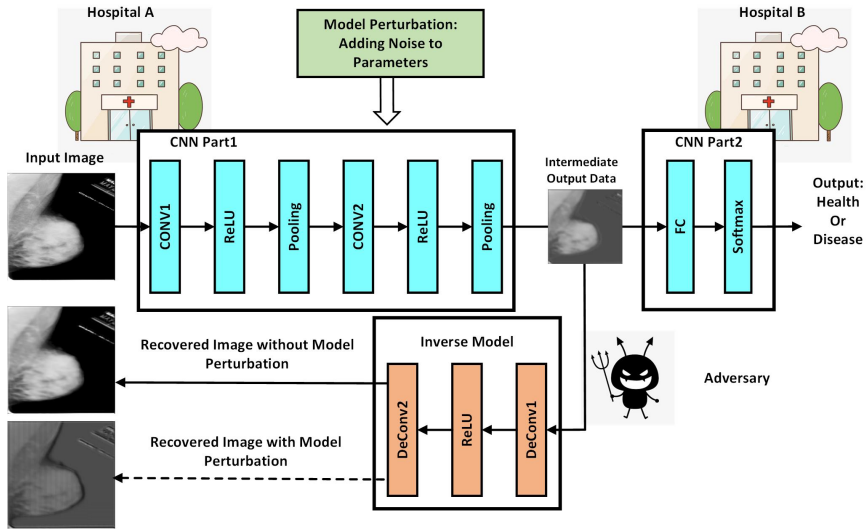 Hospital A
Model Perturbation:
Adding Noise to
Parameters
Hospital B
CNN Part1
CNN Part2
Input Image
Intermediate
Output Data
CONV1
ReLU
Pooling
CONV2
ReLU
Pooling
FC
Softmax
Output:
Health
Or
Disease
Recovered Image without Model
Perturbation
Inverse Model
DeConv2
ReLU
DeConv1
Adversary
Recovered Image with Model
Perturbation